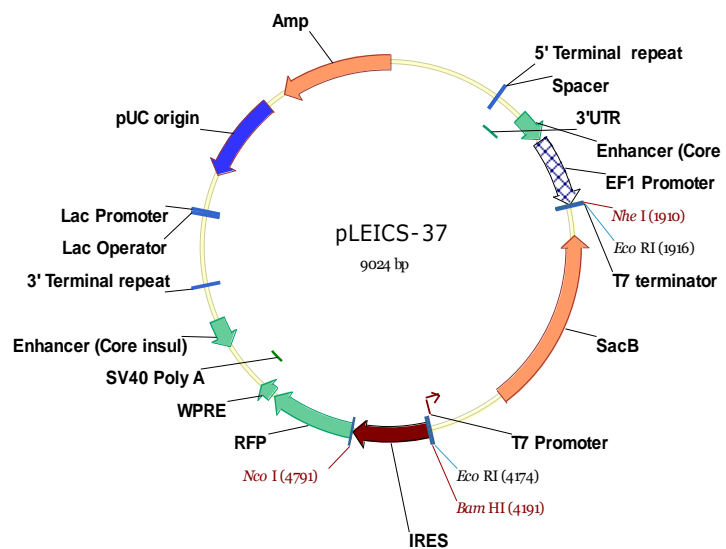 Amp
5' Terminal repeat
Spacer
3'UTR
pUC origin
Enhancer (Core
EF1 Promoter
Nhe I (1910)
Lac Promoter
Eco RI (1916)
Lac Operator
pLEICS-37
9024 bp
T7 terminator
3' Terminal repeat
SacB
Enhancer (Core insul)
SV40 Poly A
WPRE
RFP
T7 Promoter
Nco I (4791)
Eco RI (4174)
Bam HI (4191)
IRES